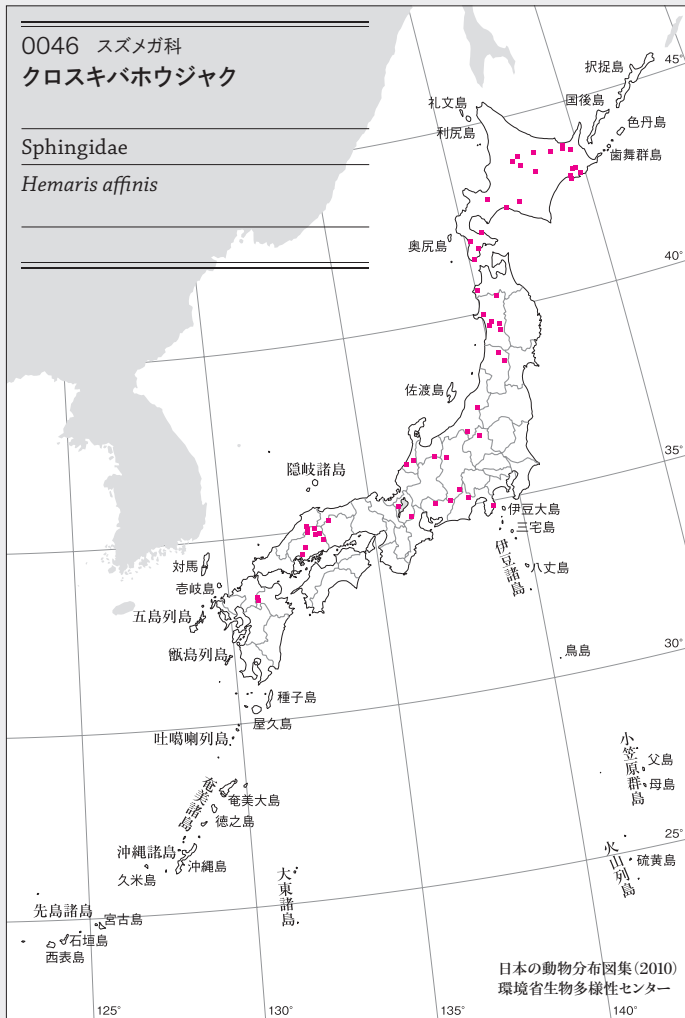 0046 スズメガ科
クロスキバホウジャク
Sphingidae
Hemaris affinis
45°
択捉島
国後島
礼文島
色丹島
利尻島
歯舞群島
奥尻島
40°
佐渡島
35°
隠岐諸島
伊豆大島
三宅島
伊豆諸島
八丈島
対馬
壱岐島
五島列島
甑島列島
鳥島
30°
種子島
屋久島
吐噶喇列島
小笠原群島
父島
母島
奄美諸島
奄美大島
徳之島
25°
沖縄諸島
沖縄島
久米島
火山列島
硫黄島
大東諸島
先島諸島
宮古島
石垣島
西表島
日本の動物分布図集(2010)
環境省生物多様性センター
125°
130°
135°
140°